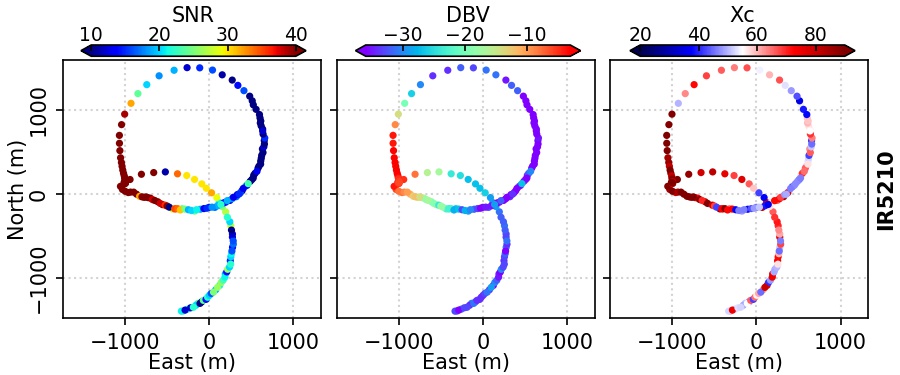 SNR DBV Xc
10 20 30 40 −30 −20 −10 20 40 60 80
North (m)
1000
0
−1000
−1000 0 1000 −1000 0 1000 −1000 0 1000
East (m) East (m) East (m)
IR5210